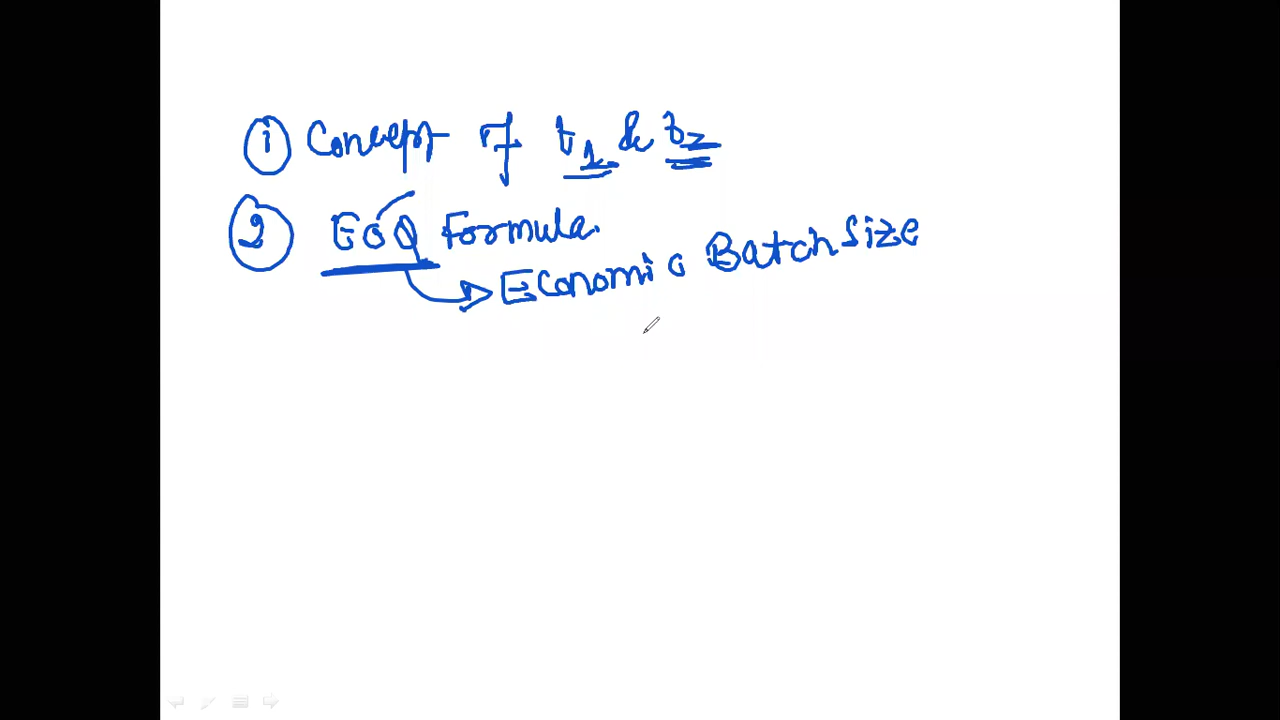 ① Concept of t1 & t2
② EOQ Formula.
→ Economic Batch Size